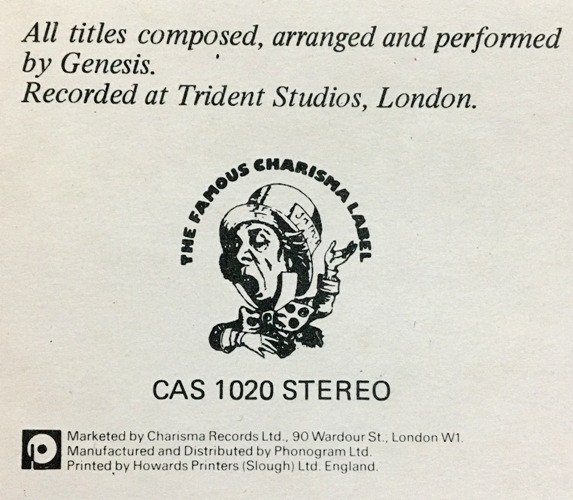 All titles composed, arranged and performed
by Genesis.
Recorded at Trident Studios, London.
THE FAMOUS CHARISMA LABEL
CAS 1020 STEREO
Marketed by Charisma Records Ltd., 90 Wardour St., London W1.
Manufactured and Distributed by Phonogram Ltd.
Printed by Howards Printers (Slough) Ltd. England.